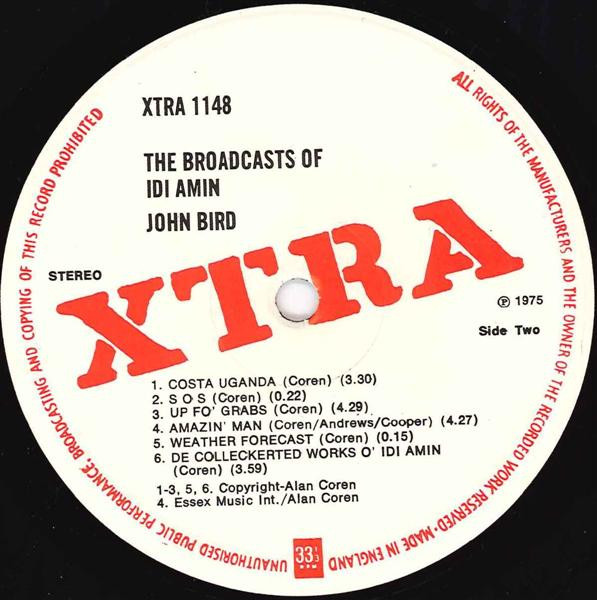 XTRA 1148
THE BROADCASTS OF
IDI AMIN
JOHN BIRD
STEREO
XTRA
℗ 1975
Side Two
1. COSTA UGANDA (Coren) (3.30)
2. S O S (Coren) (0.22)
3. UP FO' GRABS (Coren) (4.29)
4. AMAZIN' MAN (Coren/Andrews/Cooper) (4.27)
5. WEATHER FORECAST (Coren) (0.15)
6. DE COLLECKERTED WORKS O' IDI AMIN
(Coren) (3.59)
1-3, 5, 6. Copyright-Alan Coren
4. Essex Music Int./Alan Coren
33⅓
RPM
ALL RIGHTS OF THE MANUFACTURERS AND THE OWNER OF THE RECORDED WORK RESERVED·MADE IN ENGLAND
UNAUTHORISED PUBLIC PERFORMANCE, BROADCASTING AND COPYING OF THIS RECORD PROHIBITED